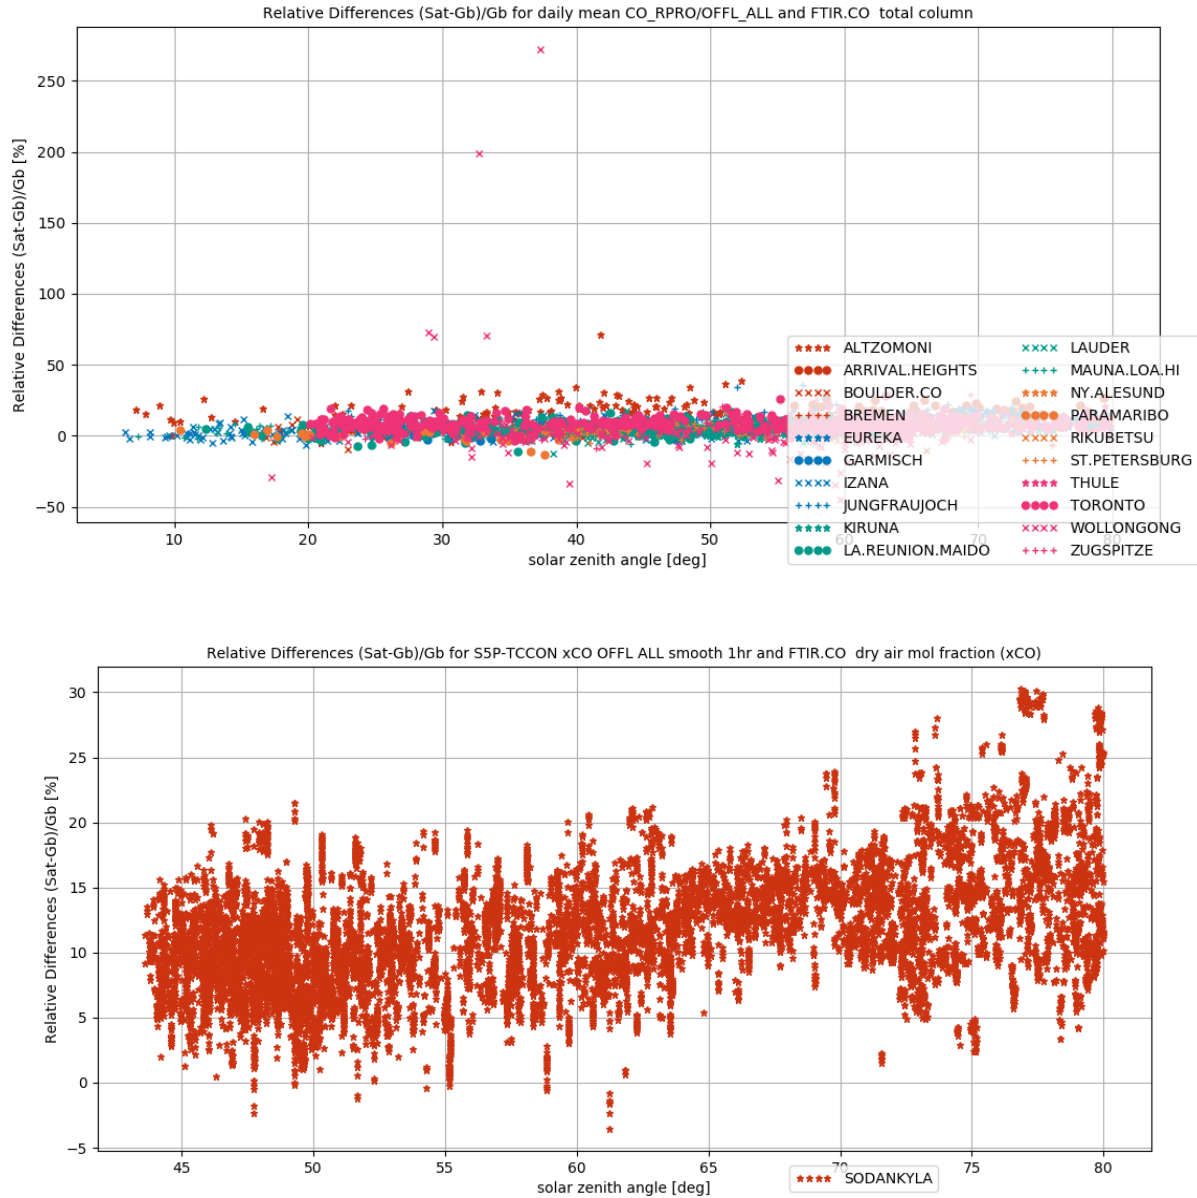 Relative Differences (Sat-Gb)/Gb for daily mean CO_RPRO/OFFL_ALL and FTIR.CO  total column
Relative Differences (Sat-Gb)/Gb [%]
250
200
150
100
50
0
−50
10
20
30
40
50
60
70
80
solar zenith angle [deg]
ALTZOMONI
ARRIVAL.HEIGHTS
BOULDER.CO
BREMEN
EUREKA
GARMISCH
IZANA
JUNGFRAUJOCH
KIRUNA
LA.REUNION.MAIDO
LAUDER
MAUNA.LOA.HI
NY.ALESUND
PARAMARIBO
RIKUBETSU
ST.PETERSBURG
THULE
TORONTO
WOLLONGONG
ZUGSPITZE
Relative Differences (Sat-Gb)/Gb for S5P-TCCON xCO OFFL ALL smooth 1hr and FTIR.CO  dry air mol fraction (xCO)
Relative Differences (Sat-Gb)/Gb [%]
30
25
20
15
10
5
0
−5
45
50
55
60
65
70
75
80
solar zenith angle [deg]
SODANKYLA